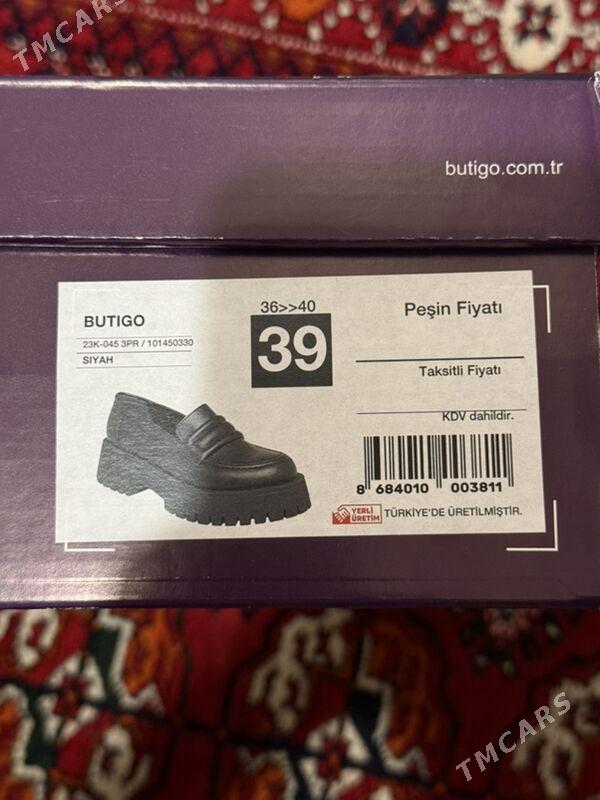 TMCARS
butigo.com.tr
BUTIGO
23K-045 3PR / 101450330
SIYAH
36>>40
39
Peşin Fiyatı
Taksitli Fiyatı
KDV dahildir.
8 684010 003811
YERLİ
ÜRETİM
TÜRKİYE'DE ÜRETİLMİŞTİR.
TMCARS